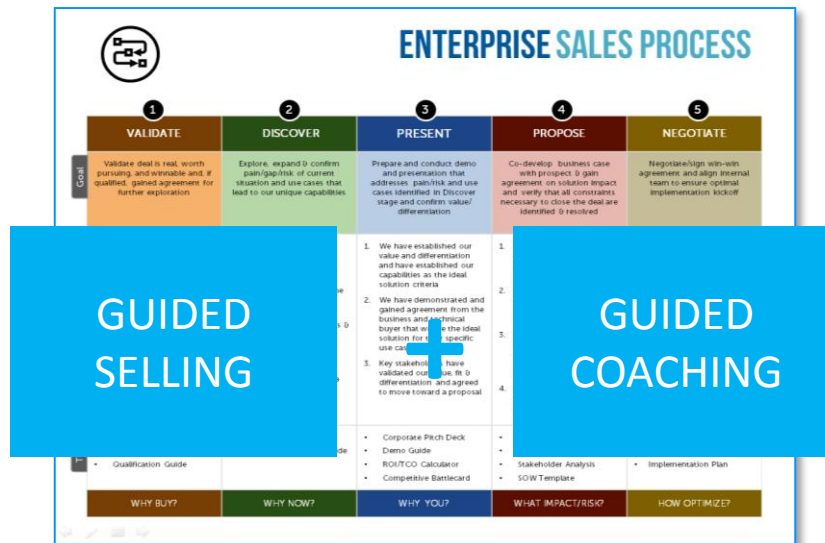 ENTERPRISE SALES PROCESS
1
2
3
4
5
VALIDATE
DISCOVER
PRESENT
PROPOSE
NEGOTIATE
Goal
Validate deal is real, worth
pursuing, and winnable and, if
qualified, gained agreement for
further exploration
Explore, expand & confirm
pain/gap/risk of current
situation and use cases that
lead to our unique capabilities
Prepare and conduct demo
and presentation that
addresses pain/risk and use
cases identified in Discover
stage and confirm value/
differentiation
Co-develop business case
with prospect & gain
agreement on solution impact
and verify that all constraints
necessary to close the deal are
identified & resolved
Negotiate/sign win-win
agreement and align internal
team to ensure optimal
implementation kickoff
GUIDED
SELLING
1. We have established our
value and differentiation
and have established our
capabilities as the ideal
solution criteria
2. We have demonstrated and
gained agreement from the
business and technical
buyer that the ideal
solution for specific
use
3. Key have
validated our fit &
differentiation and agreed
to move toward a proposal
+
1.
2.
3.
4.
GUIDED
COACHING
• Qualification Guide
• Corporate Pitch Deck
• Demo Guide
• ROI/TCO Calculator
• Competitive Battlecard
• Stakeholder Analysis
• SOW Template
• Implementation Plan
WHY BUY?
WHY NOW?
WHY YOU?
WHAT IMPACT/RISK?
HOW OPTIMIZE?